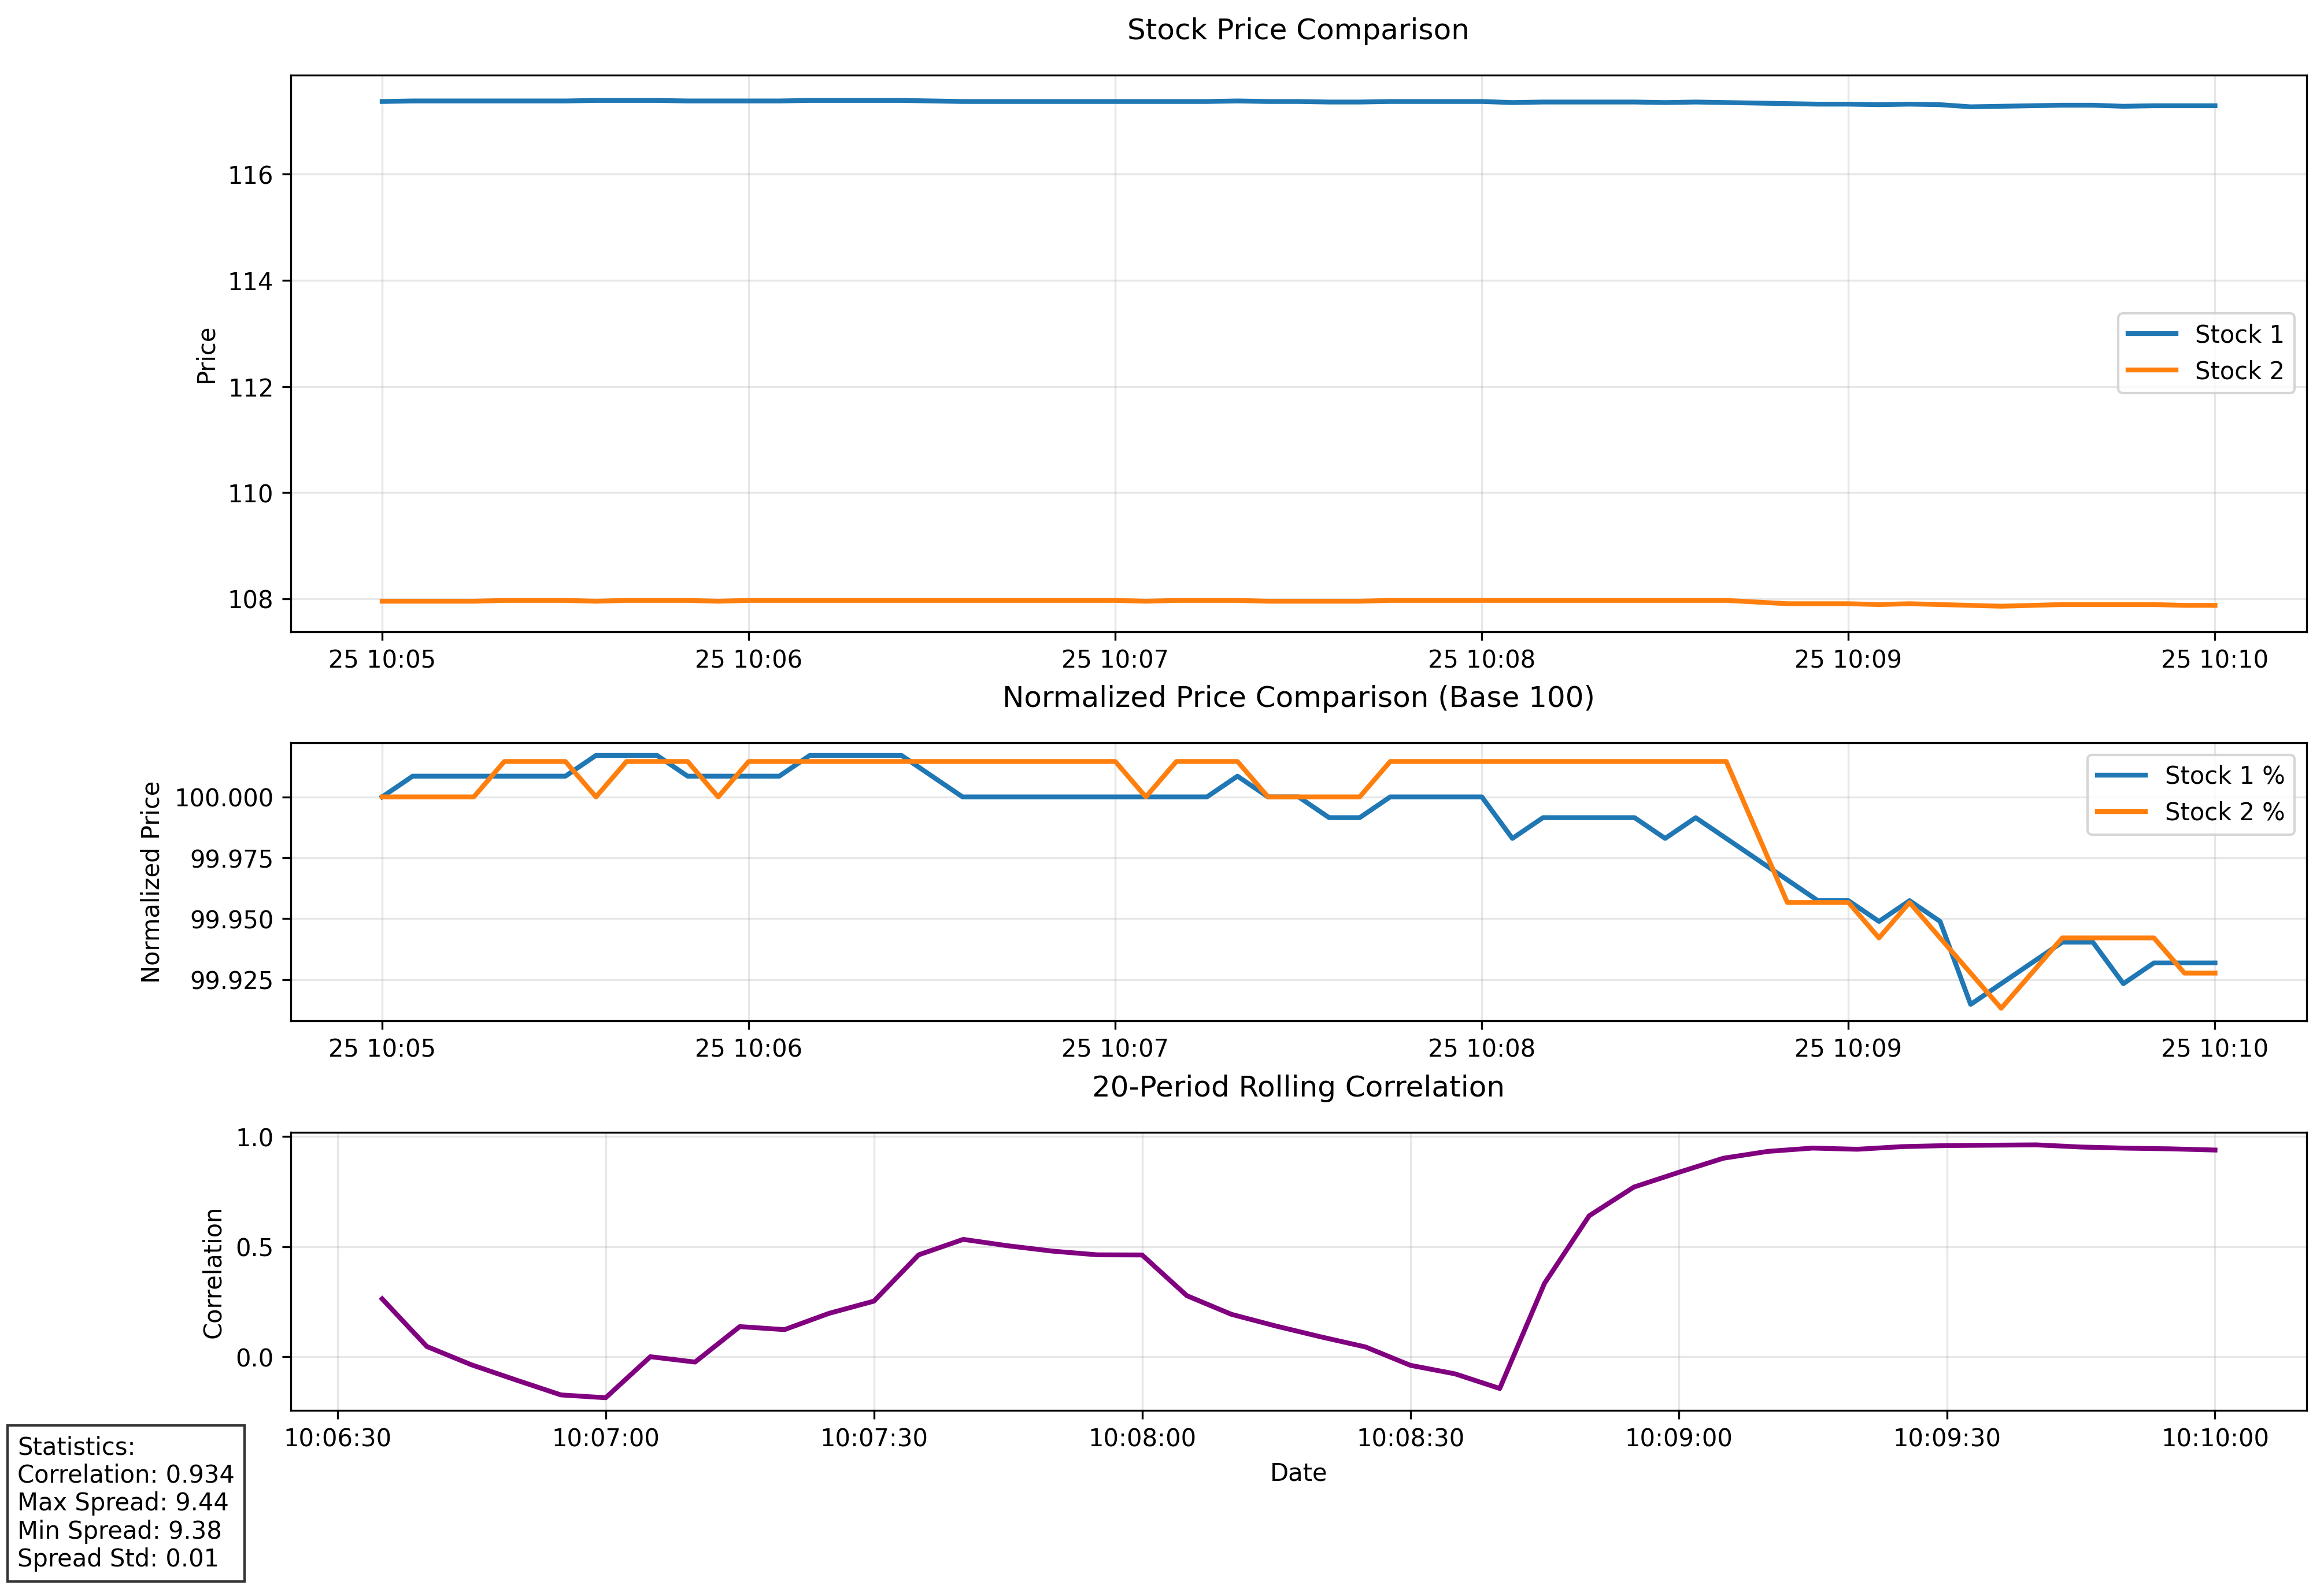 Stock Price Comparison
116
114
112
110
108
Price
Stock 1
Stock 2
25 10:05
25 10:06
25 10:07
25 10:08
25 10:09
25 10:10
Normalized Price Comparison (Base 100)
100.000
99.975
99.950
99.925
Normalized Price
Stock 1 %
Stock 2 %
25 10:05
25 10:06
25 10:07
25 10:08
25 10:09
25 10:10
20-Period Rolling Correlation
1.0
0.5
0.0
Correlation
10:06:30
10:07:00
10:07:30
10:08:00
10:08:30
10:09:00
10:09:30
10:10:00
Date
Statistics:
Correlation: 0.934
Max Spread: 9.44
Min Spread: 9.38
Spread Std: 0.01